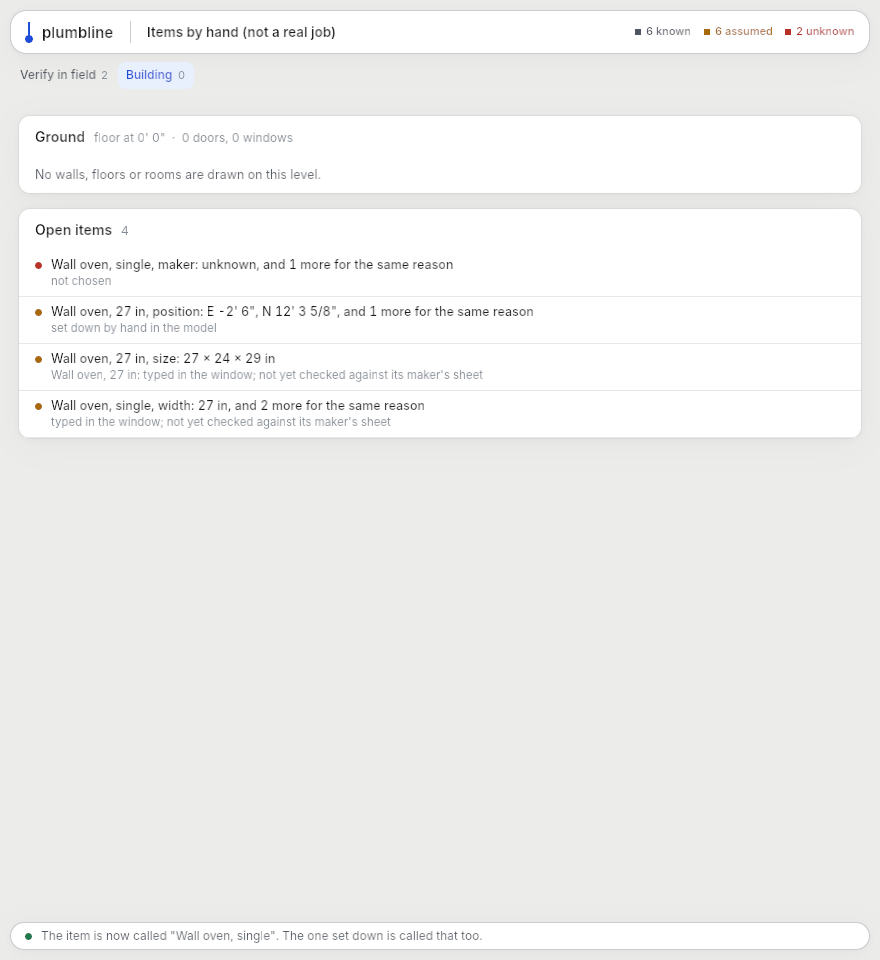 plumbline
Items by hand (not a real job)
6 known
6 assumed
2 unknown
Verify in field 2
Building 0
Ground floor at 0' 0" · 0 doors, 0 windows
No walls, floors or rooms are drawn on this level.
Open items 4
Wall oven, single, maker: unknown, and 1 more for the same reason
not chosen
Wall oven, 27 in, position: E -2' 6", N 12' 3 5/8", and 1 more for the same reason
set down by hand in the model
Wall oven, 27 in, size: 27 × 24 × 29 in
Wall oven, 27 in: typed in the window; not yet checked against its maker's sheet
Wall oven, single, width: 27 in, and 2 more for the same reason
typed in the window; not yet checked against its maker's sheet
The item is now called "Wall oven, single". The one set down is called that too.